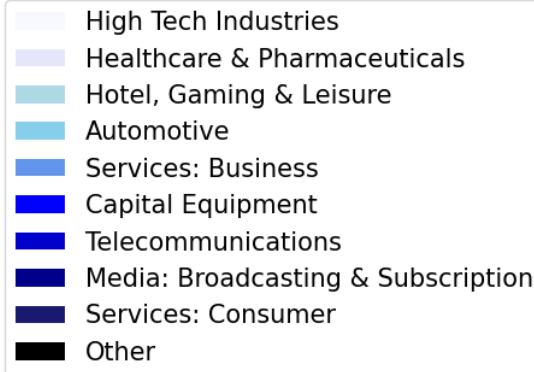 High Tech Industries
Healthcare & Pharmaceuticals
Hotel, Gaming & Leisure
Automotive
Services: Business
Capital Equipment
Telecommunications
Media: Broadcasting & Subscription
Services: Consumer
Other